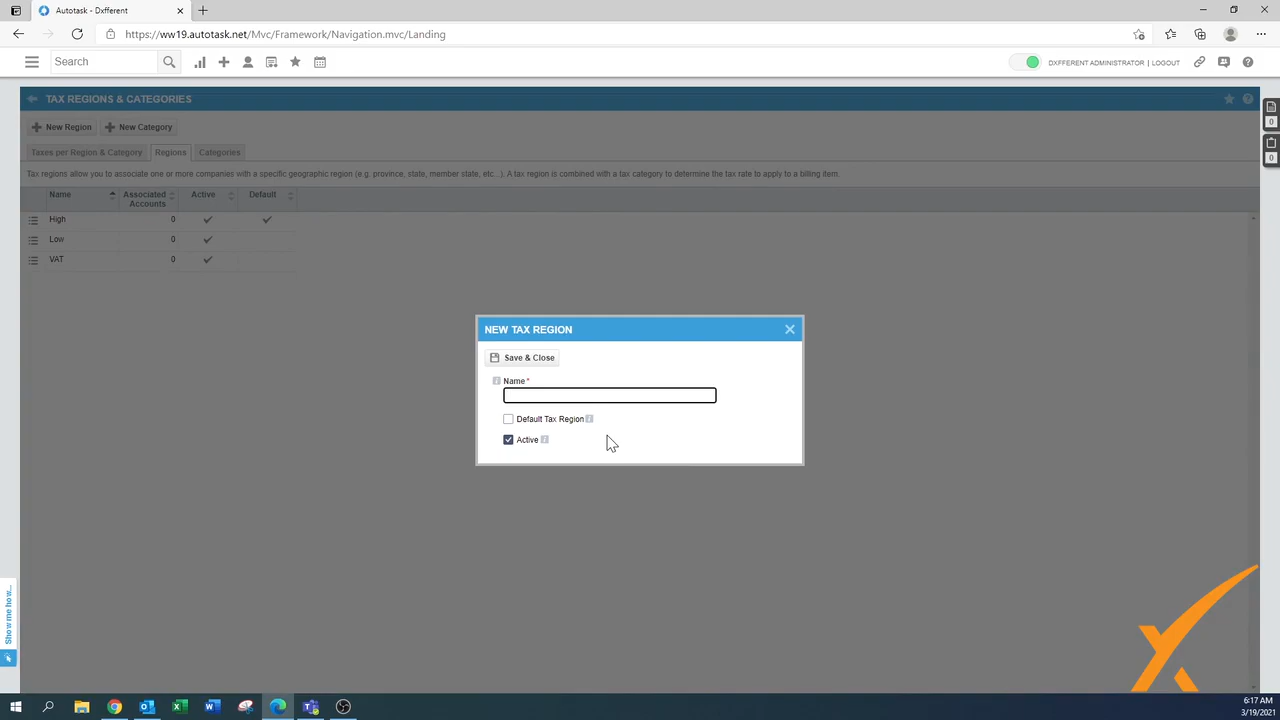 Autotask - Dxfferent
https://ww19.autotask.net/Mvc/Framework/Navigation.mvc/Landing
Search
DXFFERENT ADMINISTRATOR | LOGOUT
TAX REGIONS & CATEGORIES
New Region
New Category
Taxes per Region & Category
Regions
Categories
Tax regions allow you to associate one or more companies with a specific geographic region (e.g. province, state, member state, etc...). A tax region is combined with a tax category to determine the tax rate to apply to a billing item.
Name Associated Accounts Active Default
High 0
Low 0
VAT 0
0
0
NEW TAX REGION
Save & Close
Name*
Default Tax Region
Active
Show me how...
6:17 AM
3/19/2021